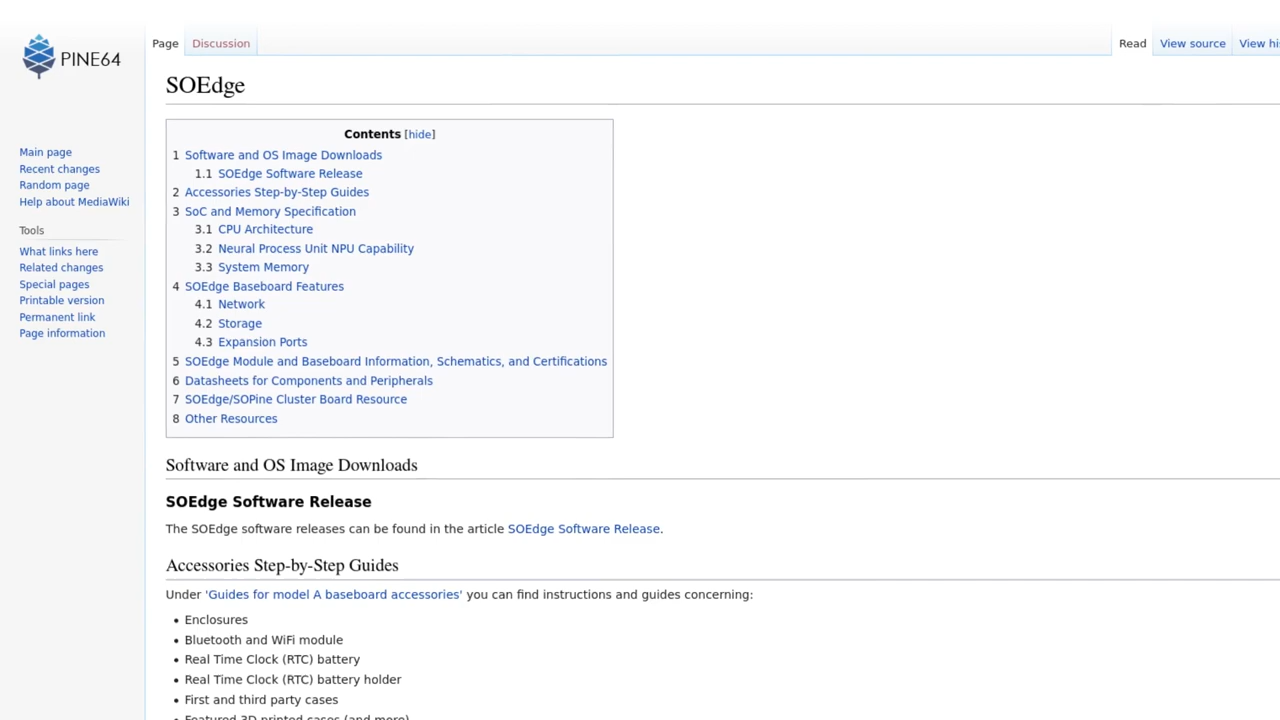 PINE64
Page Discussion Read View source View his
SOEdge
Contents [hide]
1 Software and OS Image Downloads
1.1 SOEdge Software Release
2 Accessories Step-by-Step Guides
3 SoC and Memory Specification
3.1 CPU Architecture
3.2 Neural Process Unit NPU Capability
3.3 System Memory
4 SOEdge Baseboard Features
4.1 Network
4.2 Storage
4.3 Expansion Ports
5 SOEdge Module and Baseboard Information, Schematics, and Certifications
6 Datasheets for Components and Peripherals
7 SOEdge/SOPine Cluster Board Resource
8 Other Resources
Main page
Recent changes
Random page
Help about MediaWiki
Tools
What links here
Related changes
Special pages
Printable version
Permanent link
Page information
Software and OS Image Downloads
SOEdge Software Release
The SOEdge software releases can be found in the article SOEdge Software Release.
Accessories Step-by-Step Guides
Under 'Guides for model A baseboard accessories' you can find instructions and guides concerning:
• Enclosures
• Bluetooth and WiFi module
• Real Time Clock (RTC) battery
• Real Time Clock (RTC) battery holder
• First and third party cases
• Featured 3D printed cases (and more)